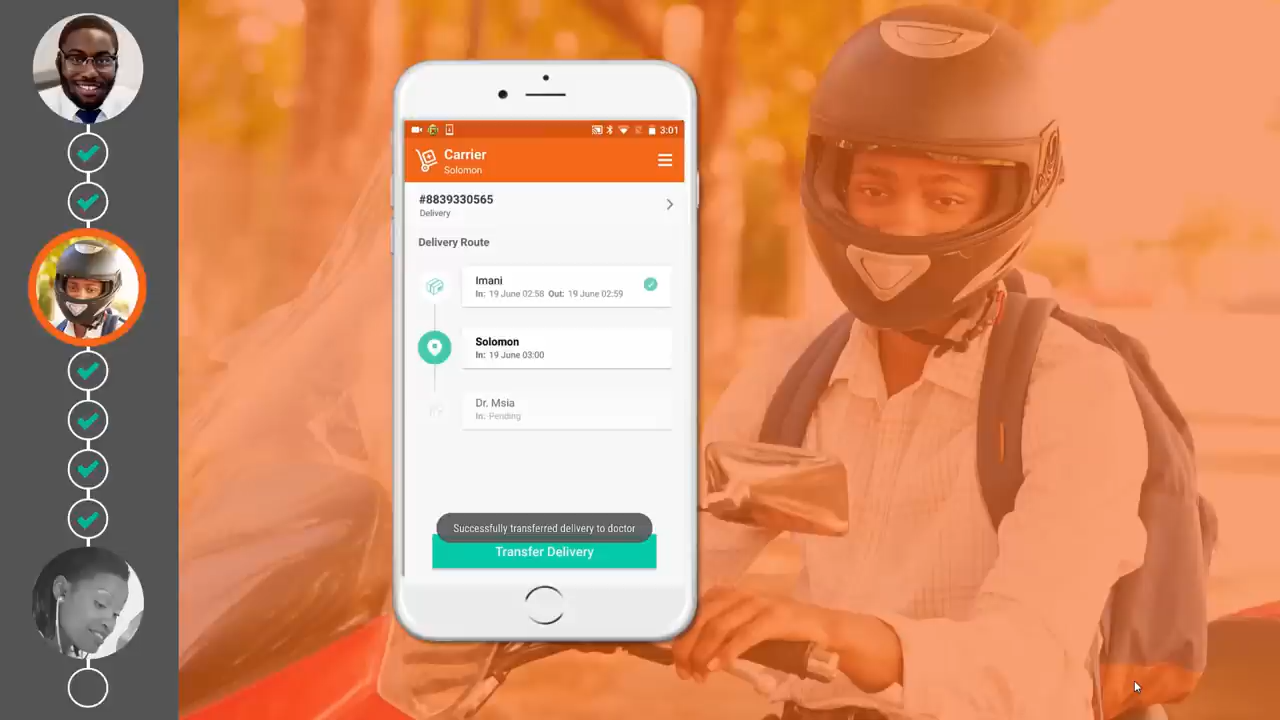 3:01
Carrier
Solomon
#8839330565
Delivery
Delivery Route
Imani
In: 19 June 02:58 Out: 19 June 02:59
Solomon
In: 19 June 03:00
Dr. Msia
In: Pending
Successfully transferred delivery to doctor
Transfer Delivery